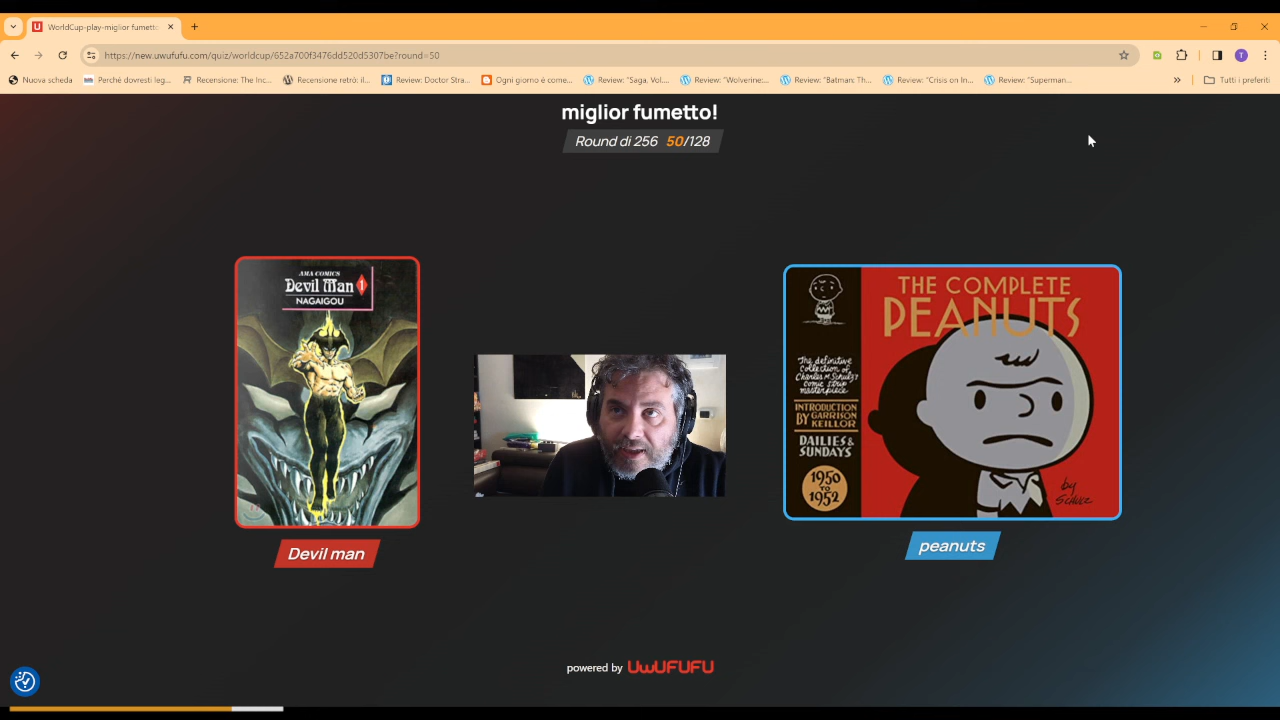 WorldCup-play-miglior fumetto
https://new.uwufufu.com/quiz/worldcup/652a700f3476dd520d5307be?round=50
Nuova scheda
Perché dovresti leg...
Recensione: The Inc...
Recensione retrò: il...
Review: Doctor Stra...
Ogni giorno è come...
Review: "Saga, Vol....
Review: "Wolverine:...
Review: "Batman: Th...
Review: "Crisis on In...
Review: "Superman...
Tutti i preferiti
miglior fumetto!
Round di 256 50/128
AMA COMICS
Devil Man 1
NAGAIGOU
Devil man
THE COMPLETE
PEANUTS
The definitive
collection of
Charles M. Schulz's
comic strip
masterpiece
INTRODUCTION
BY GARRISON
KEILLOR
DAILIES &
SUNDAYS
1950
TO
1952
by
SCHULZ
peanuts
powered by UWUFUFU